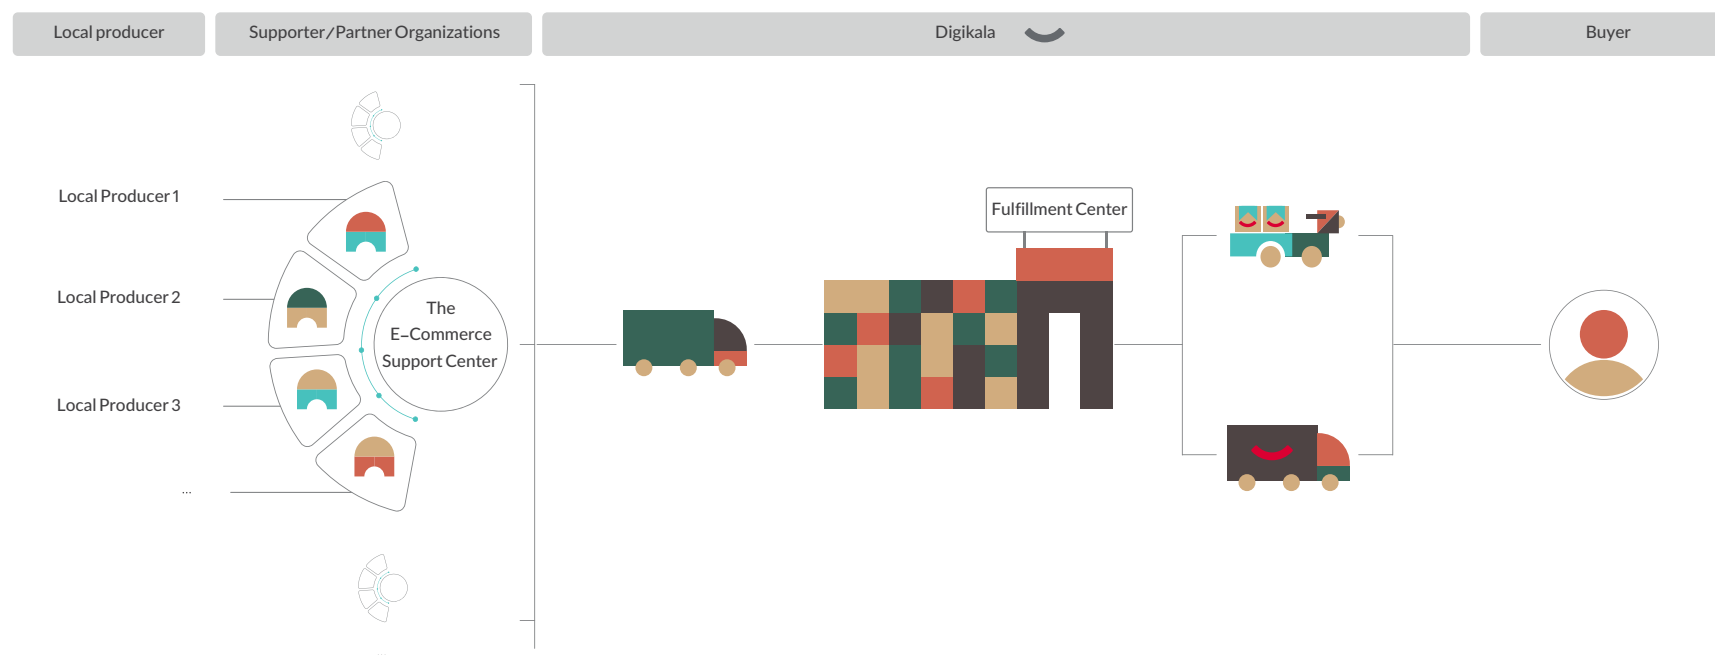 Local producer
Supporter/Partner Organizations
Digikala
Buyer
Fulfillment Center
Local Producer 1
Local Producer 2
Local Producer 3
...
The
E-Commerce
Support Center